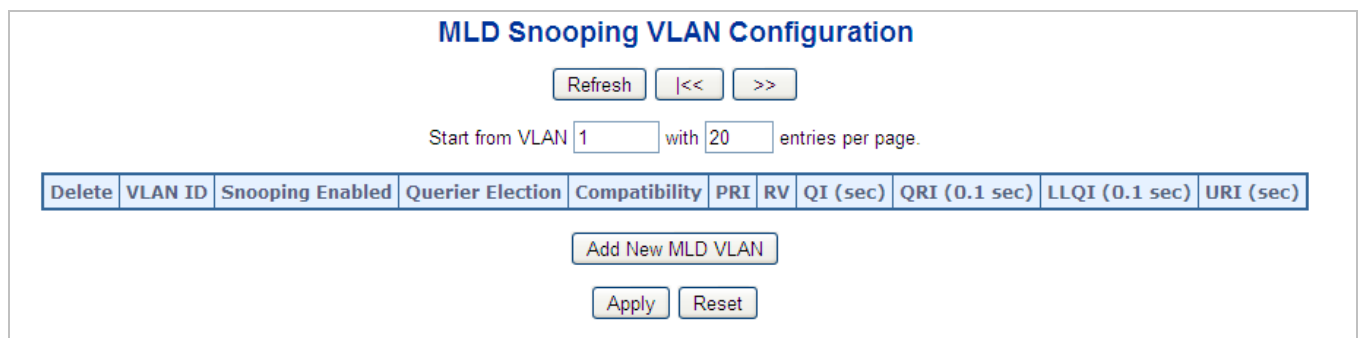 MLD Snooping VLAN Configuration
Refresh |<< >>
Start from VLAN 1 with 20 entries per page.
Delete VLAN ID Snooping Enabled Querier Election Compatibility PRI RV QI (sec) QRI (0.1 sec) LLQI (0.1 sec) URI (sec)
Add New MLD VLAN
Apply Reset